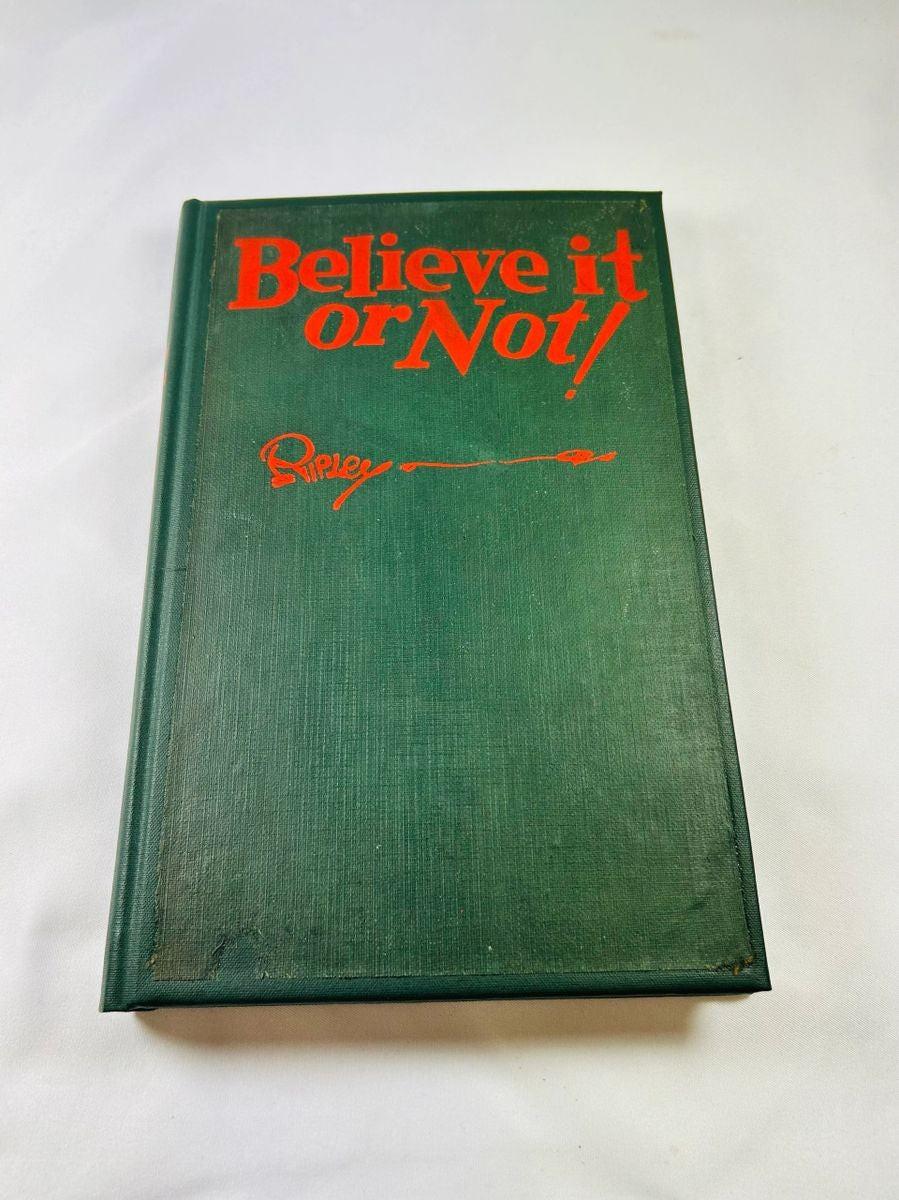 Believe it
or Not!
Ripley